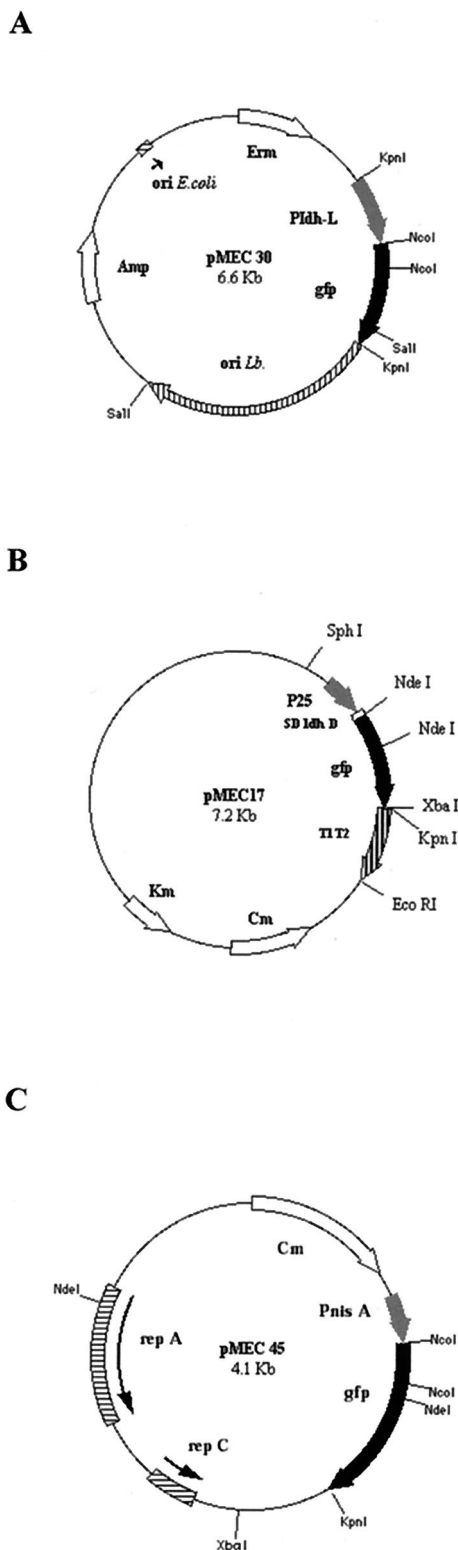 A
Erm
KpnI
ori E.coli
Pldh-L
NcoI
Amp
pMEC 30
6.6 Kb
NcoI
gfp
SalI
KpnI
ori Lb.
SalI
B
Sph I
P25
Nde I
SD ldh D
Nde I
gfp
pMEC17
7.2 Kb
Xba I
T1 T2
Kpn I
Km
Eco RI
Cm
C
Cm
NdeI
Pnis A
rep A
pMEC 45
4.1 Kb
NcoI
gfp
NcoI
NdeI
rep C
KpnI
XbaI